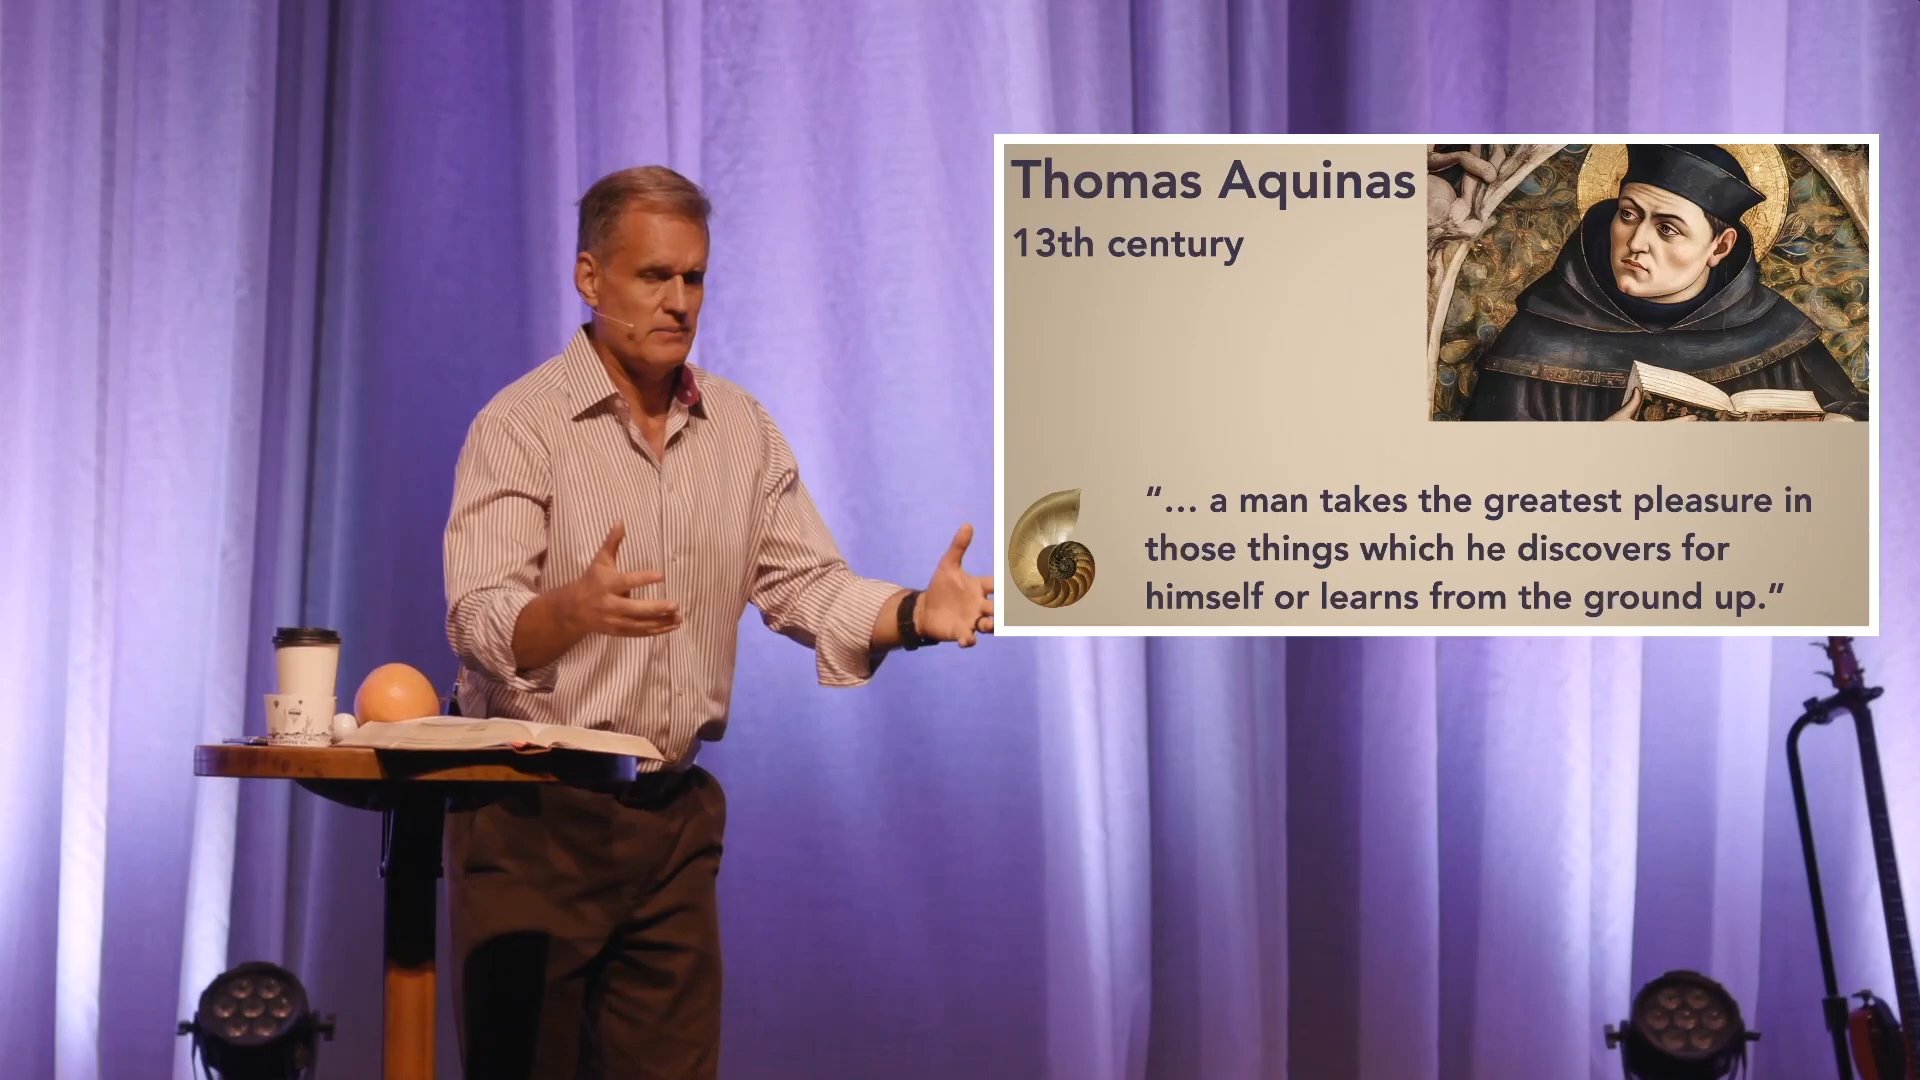 Thomas Aquinas
13th century
“… a man takes the greatest pleasure in
those things which he discovers for
himself or learns from the ground up.”